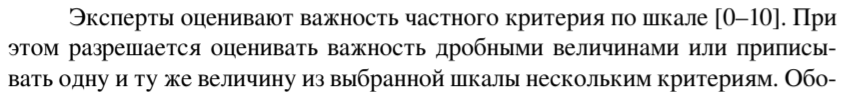 Эксперты оценивают важность частного критерия по шкале [0–10]. При
этом разрешается оценивать важность дробными величинами или приписы-
вать одну и ту же величину из выбранной шкалы нескольким критериям. Обо-